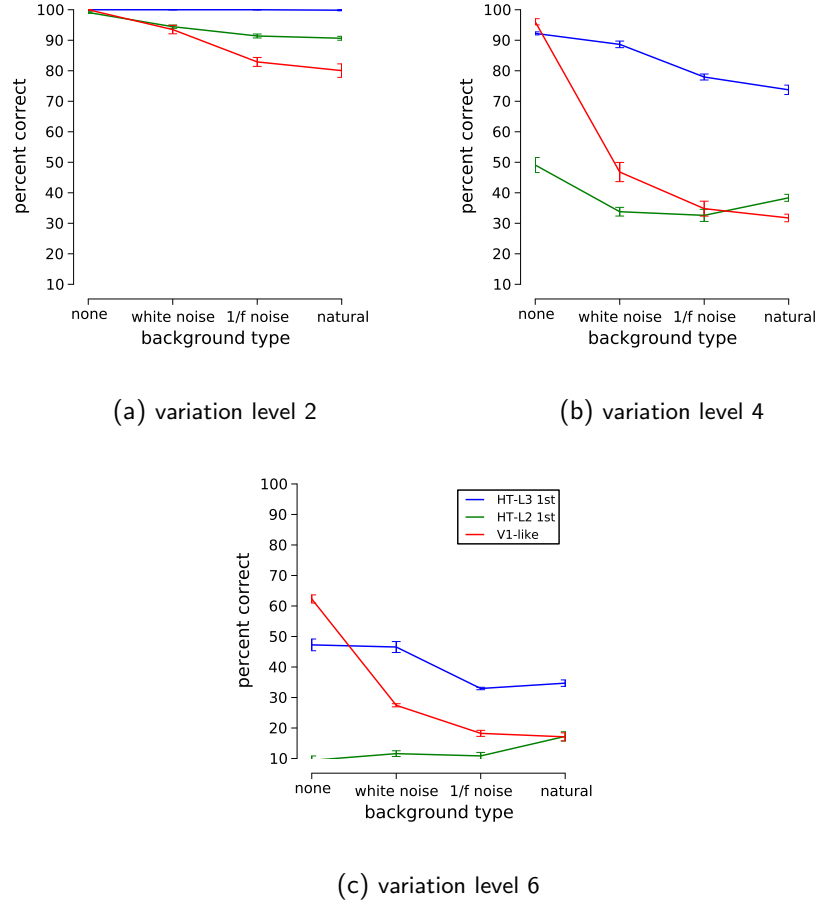 100
90
80
70
60
50
40
30
20
10
percent correct
none
white noise
1/f noise
natural
background type
(a) variation level 2
100
90
80
70
60
50
40
30
20
10
percent correct
none
white noise
1/f noise
natural
background type
(b) variation level 4
100
90
80
70
60
50
40
30
20
10
percent correct
HT-L3 1st
HT-L2 1st
V1-like
none
white noise
1/f noise
natural
background type
(c) variation level 6